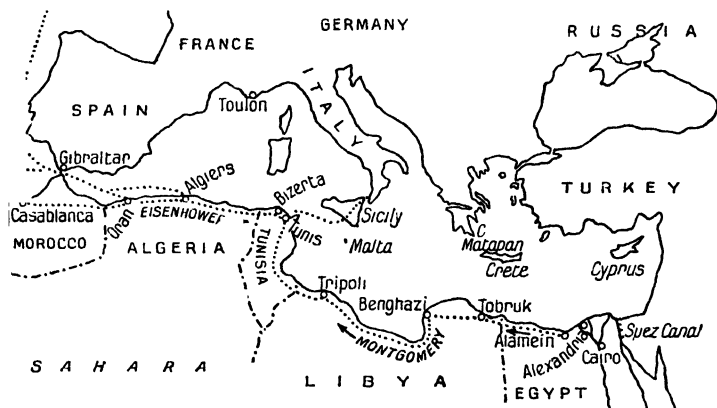 GERMANY
RUSSIA
FRANCE
ITALY
SPAIN
Toulon
Gibraltar
Algiers
Bizerta
TURKEY
Casablanca
Oran
EISENHOWER
Tunis
Sicily
MOROCCO
ALGERIA
TUNISIA
Malta
C
Matapan
Crete
Cyprus
Tripoli
Benghazi
Tobruk
MONTGOMERY
Alamein
Alexandria
Cairo
Suez Canal
SAHARA
LIBYA
EGYPT